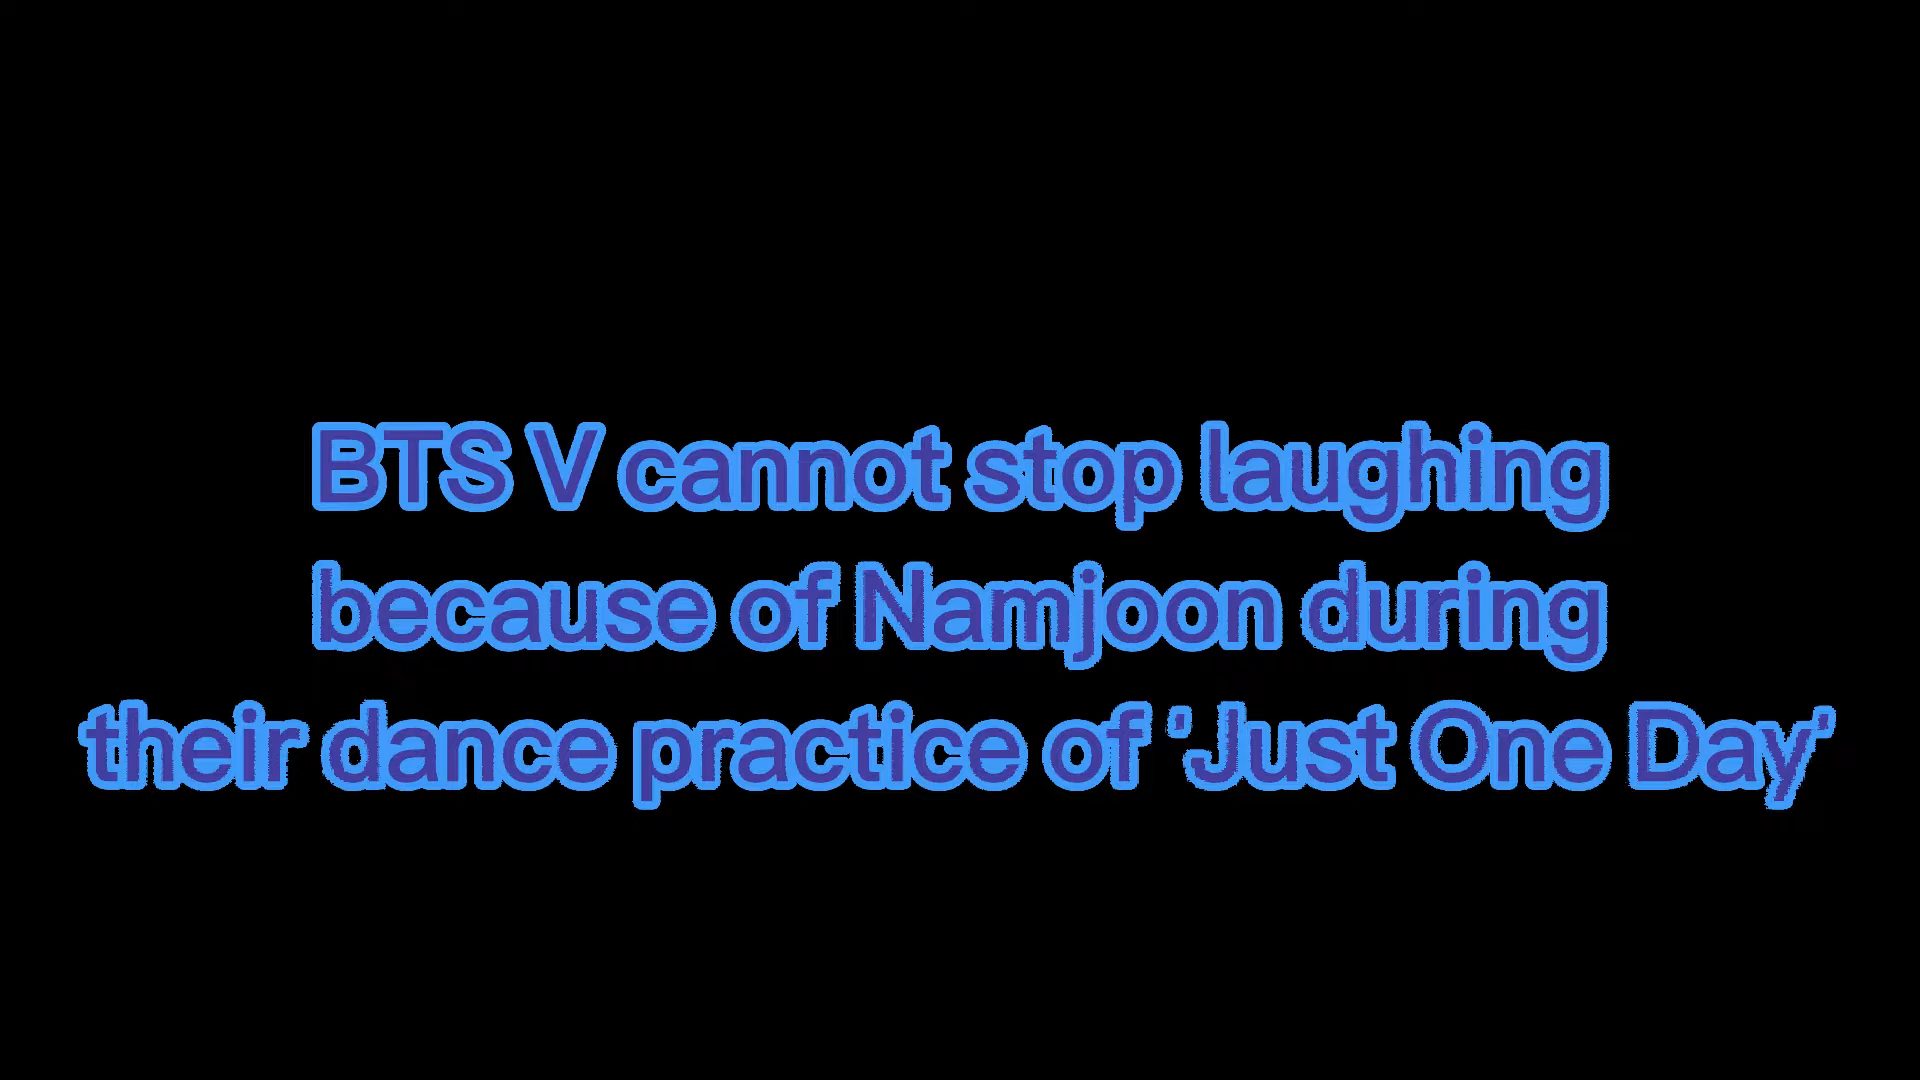 BTS V cannot stop laughing
because of Namjoon during
their dance practice of 'Just One Day'